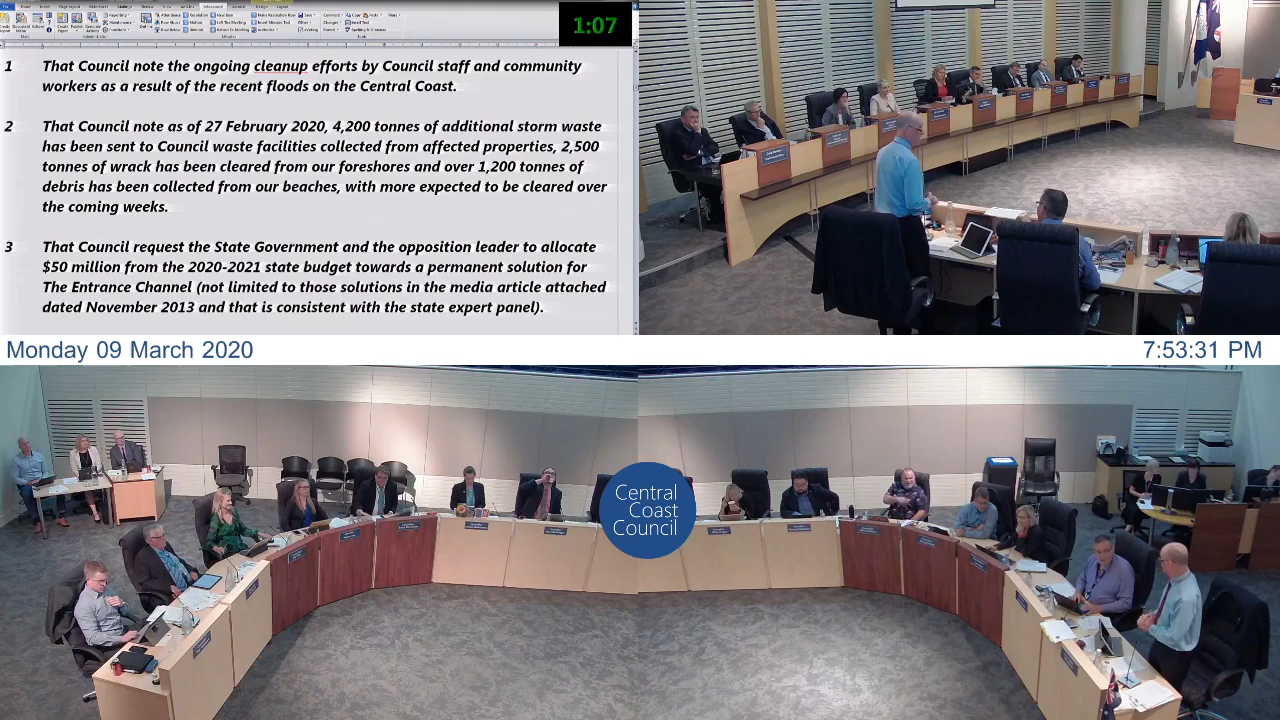 1:07
1 That Council note the ongoing cleanup efforts by Council staff and community
workers as a result of the recent floods on the Central Coast.
2 That Council note as of 27 February 2020, 4,200 tonnes of additional storm waste
has been sent to Council waste facilities collected from affected properties, 2,500
tonnes of wrack has been cleared from our foreshores and over 1,200 tonnes of
debris has been collected from our beaches, with more expected to be cleared over
the coming weeks.
3 That Council request the State Government and the opposition leader to allocate
$50 million from the 2020-2021 state budget towards a permanent solution for
The Entrance Channel (not limited to those solutions in the media article attached
dated November 2013 and that is consistent with the state expert panel).
Monday 09 March 2020
7:53:31 PM
Central
Coast
Council